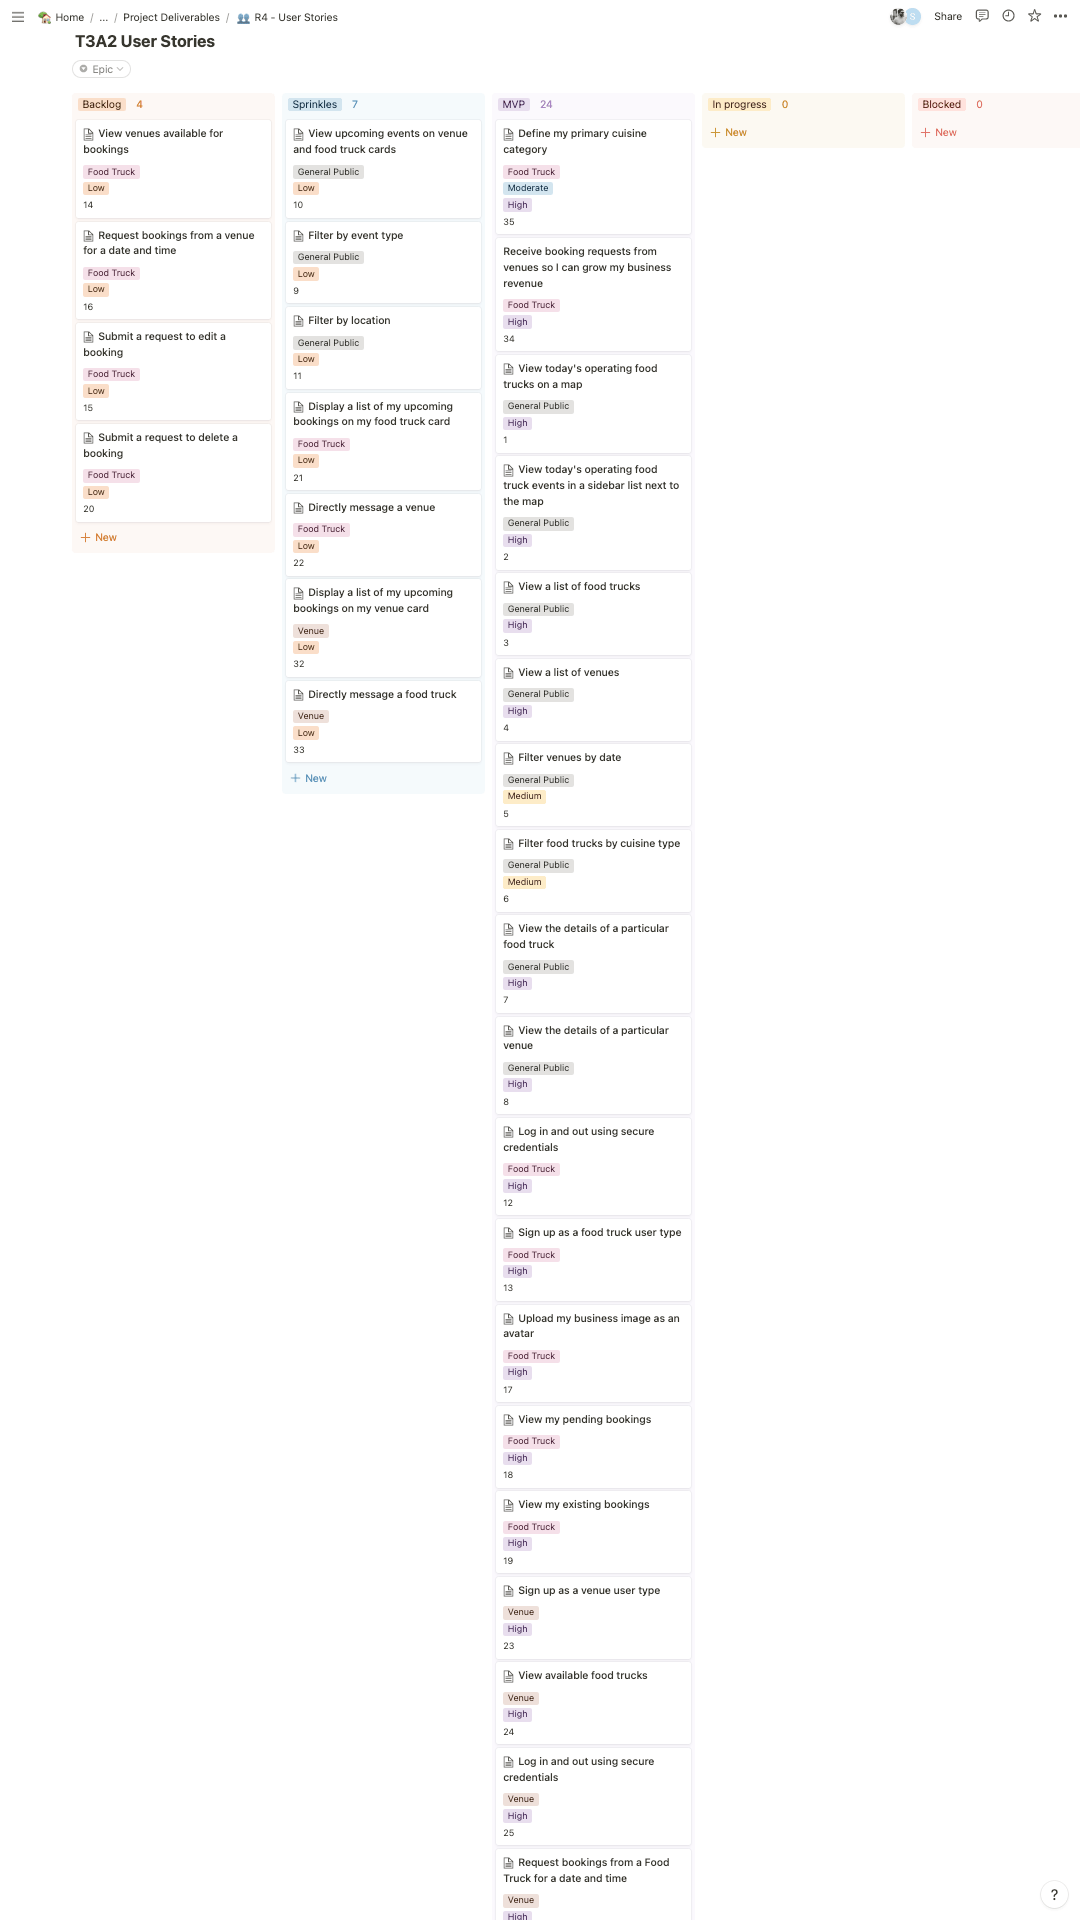 Home / ... / Project Deliverables / R4 - User Stories
S Share
T3A2 User Stories
Epic
Backlog 4
View venues available for
bookings
Food Truck
Low
14
Request bookings from a venue
for a date and time
Food Truck
Low
16
Submit a request to edit a
booking
Food Truck
Low
15
Submit a request to delete a
booking
Food Truck
Low
20
+ New
Sprinkles 7
View upcoming events on venue
and food truck cards
General Public
Low
10
Filter by event type
General Public
Low
9
Filter by location
General Public
Low
11
Display a list of my upcoming
bookings on my food truck card
Food Truck
Low
21
Directly message a venue
Food Truck
Low
22
Display a list of my upcoming
bookings on my venue card
Venue
Low
32
Directly message a food truck
Venue
Low
33
+ New
MVP 24
Define my primary cuisine
category
Food Truck
Moderate
High
35
Receive booking requests from
venues so I can grow my business
revenue
Food Truck
High
34
View today's operating food
trucks on a map
General Public
High
1
View today's operating food
truck events in a sidebar list next to
the map
General Public
High
2
View a list of food trucks
General Public
High
3
View a list of venues
General Public
High
4
Filter venues by date
General Public
Medium
5
Filter food trucks by cuisine type
General Public
Medium
6
View the details of a particular
food truck
General Public
High
7
View the details of a particular
venue
General Public
High
8
Log in and out using secure
credentials
Food Truck
High
12
Sign up as a food truck user type
Food Truck
High
13
Upload my business image as an
avatar
Food Truck
High
17
View my pending bookings
Food Truck
High
18
View my existing bookings
Food Truck
High
19
Sign up as a venue user type
Venue
High
23
View available food trucks
Venue
High
24
Log in and out using secure
credentials
Venue
High
25
Request bookings from a Food
Truck for a date and time
Venue
High
In progress 0
+ New
Blocked 0
+ New
?